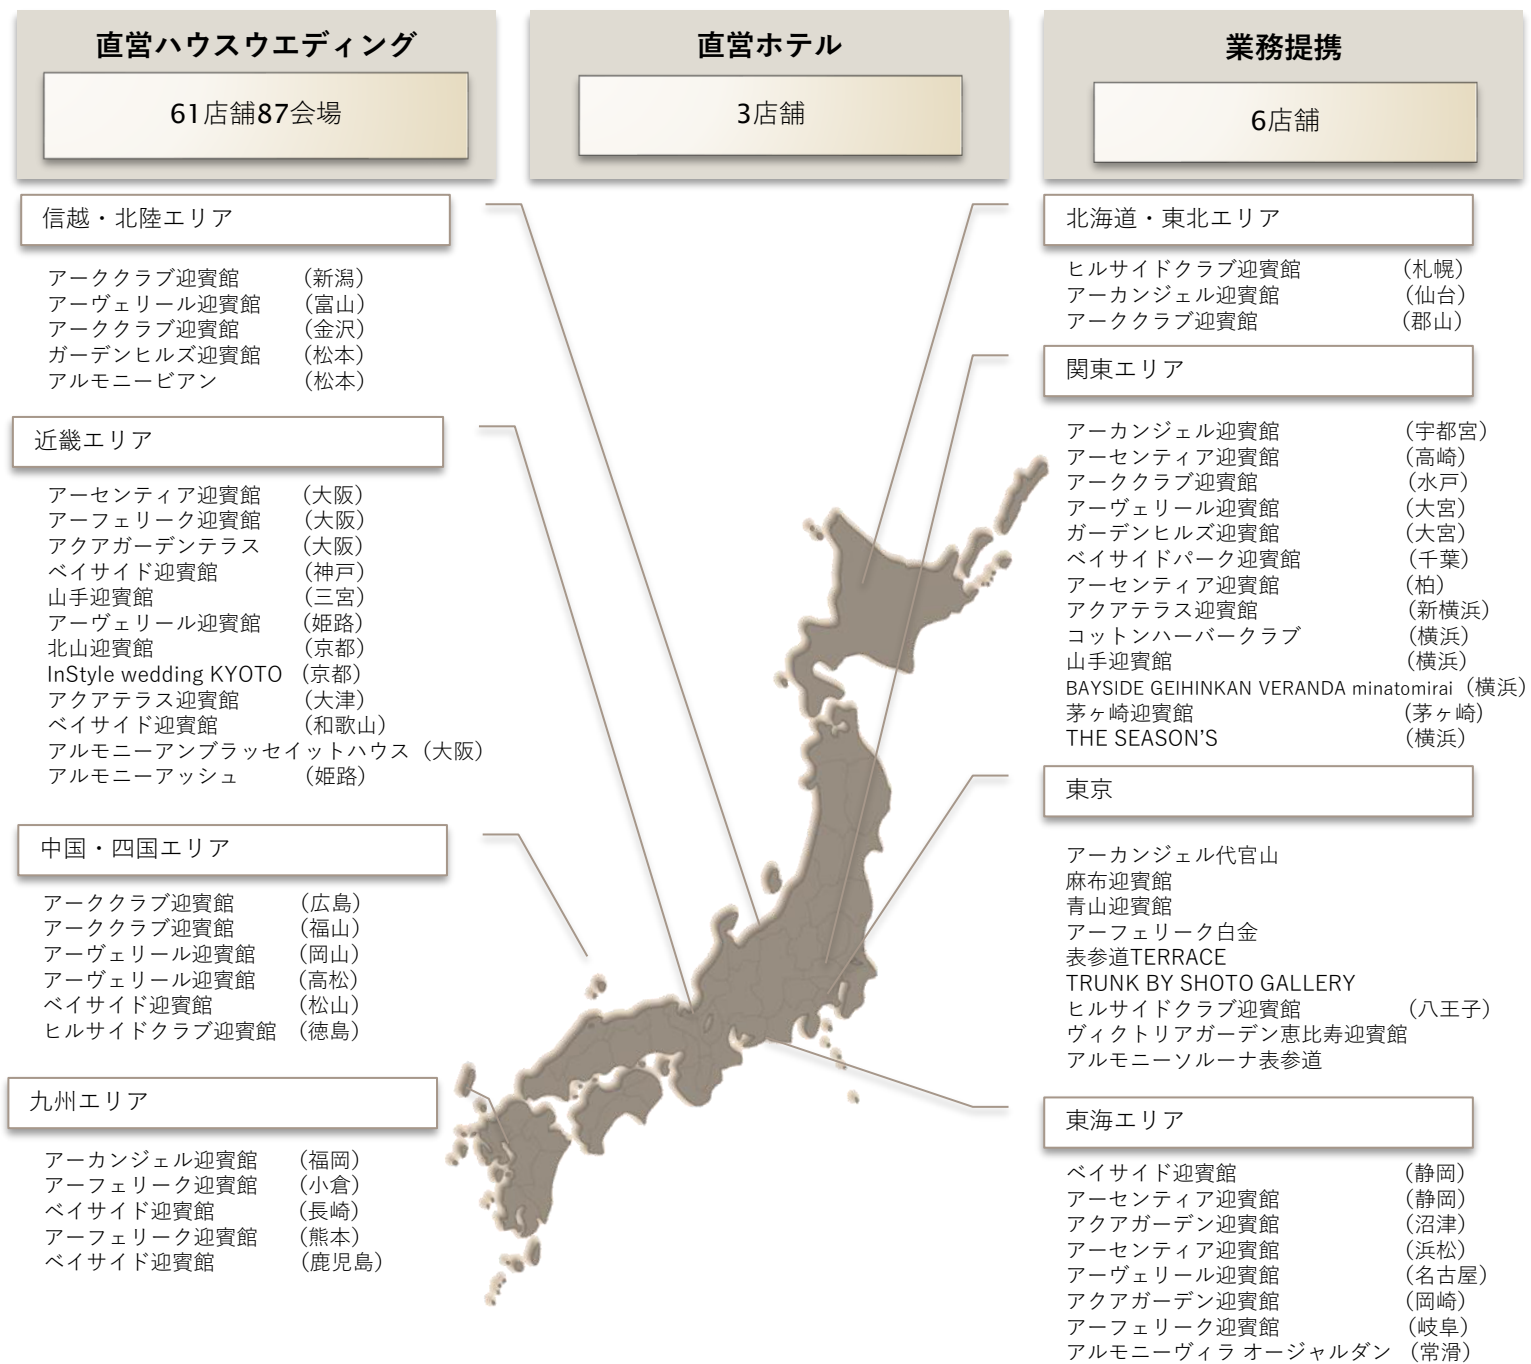 直営ハウスウエディング
61店舗87会場
直営ホテル
3店舗
業務提携
6店舗
信越・北陸エリア
アーククラブ迎賓館 （新潟）
アーヴェリール迎賓館 （富山）
アーククラブ迎賓館 （金沢）
ガーデンヒルズ迎賓館 （松本）
アルモニービアン （松本）
近畿エリア
アーセンティア迎賓館 （大阪）
アーフェリーク迎賓館 （大阪）
アクアガーデンテラス （大阪）
ベイサイド迎賓館 （神戸）
山手迎賓館 （三宮）
アーヴェリール迎賓館 （姫路）
北山迎賓館 （京都）
InStyle wedding KYOTO （京都）
アクアテラス迎賓館 （大津）
ベイサイド迎賓館 （和歌山）
アルモニーアンブラッセイットハウス（大阪）
アルモニーアッシュ （姫路）
中国・四国エリア
アーククラブ迎賓館 （広島）
アーククラブ迎賓館 （福山）
アーヴェリール迎賓館 （岡山）
アーヴェリール迎賓館 （高松）
ベイサイド迎賓館 （松山）
ヒルサイドクラブ迎賓館 （徳島）
九州エリア
アーカンジェル迎賓館 （福岡）
アーフェリーク迎賓館 （小倉）
ベイサイド迎賓館 （長崎）
アーフェリーク迎賓館 （熊本）
ベイサイド迎賓館 （鹿児島）
北海道・東北エリア
ヒルサイドクラブ迎賓館 （札幌）
アーカンジェル迎賓館 （仙台）
アーククラブ迎賓館 （郡山）
関東エリア
アーカンジェル迎賓館 （宇都宮）
アーセンティア迎賓館 （高崎）
アーククラブ迎賓館 （水戸）
アーヴェリール迎賓館 （大宮）
ガーデンヒルズ迎賓館 （大宮）
ベイサイドパーク迎賓館 （千葉）
アーセンティア迎賓館 （柏）
アクアテラス迎賓館 （新横浜）
コットンハーバークラブ （横浜）
山手迎賓館 （横浜）
BAYSIDE GEIHINKAN VERANDA minatomirai（横浜）
茅ヶ崎迎賓館 （茅ヶ崎）
THE SEASON'S （横浜）
東京
アーカンジェル代官山
麻布迎賓館
青山迎賓館
アーフェリーク白金
表参道TERRACE
TRUNK BY SHOTO GALLERY
ヒルサイドクラブ迎賓館 （八王子）
ヴィクトリアガーデン恵比寿迎賓館
アルモニーソルーナ表参道
東海エリア
ベイサイド迎賓館 （静岡）
アーセンティア迎賓館 （静岡）
アクアガーデン迎賓館 （沼津）
アーセンティア迎賓館 （浜松）
アーヴェリール迎賓館 （名古屋）
アクアガーデン迎賓館 （岡崎）
アーフェリーク迎賓館 （岐阜）
アルモニーヴィラ オージャルダン （常滑）